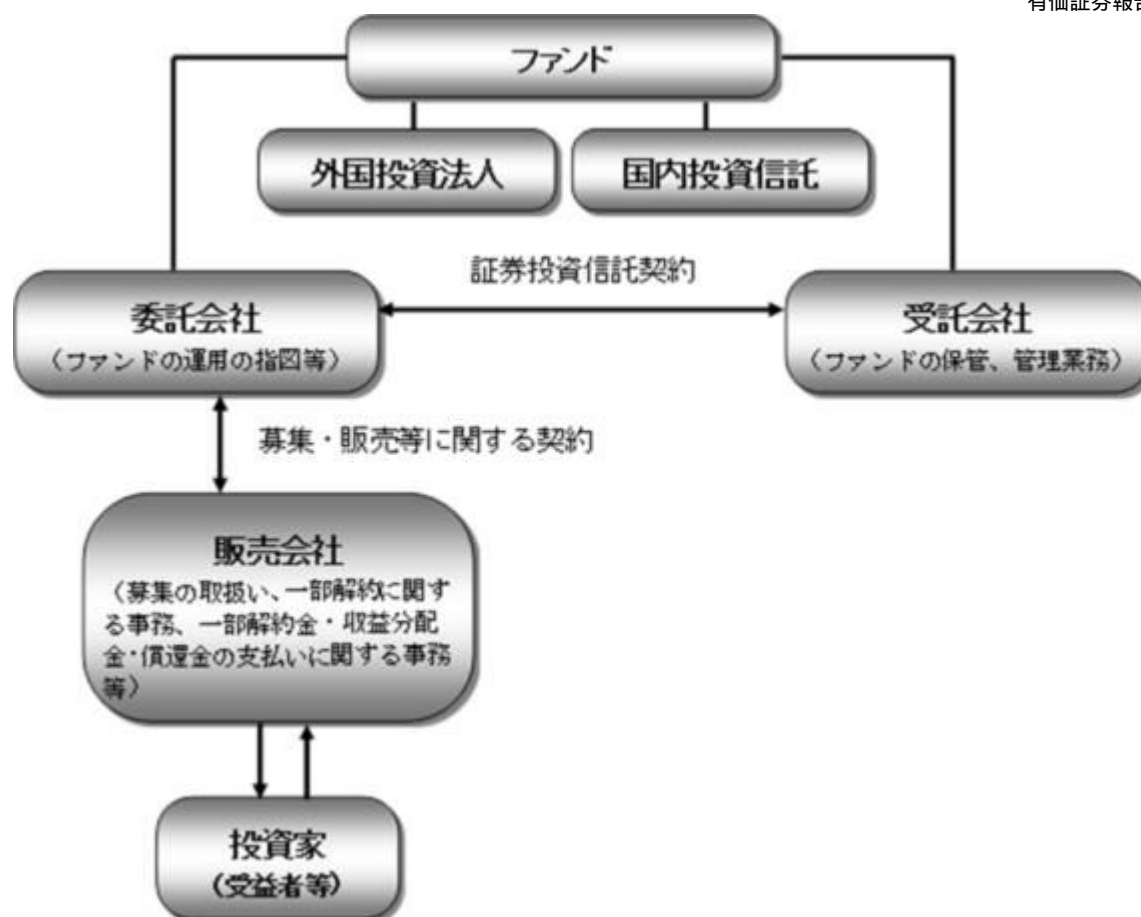 有価証券報告
ファンド
外国投資法人
国内投資信託
証券投資信託契約
委託会社
（ファンドの運用の指図等）
受託会社
（ファンドの保管、管理業務）
募集・販売等に関する契約
販売会社
（募集の取扱い、一部解約に関す
る事務、一部解約金・収益分配
金・償還金の支払いに関する事務
等）
投資家
（受益者等）